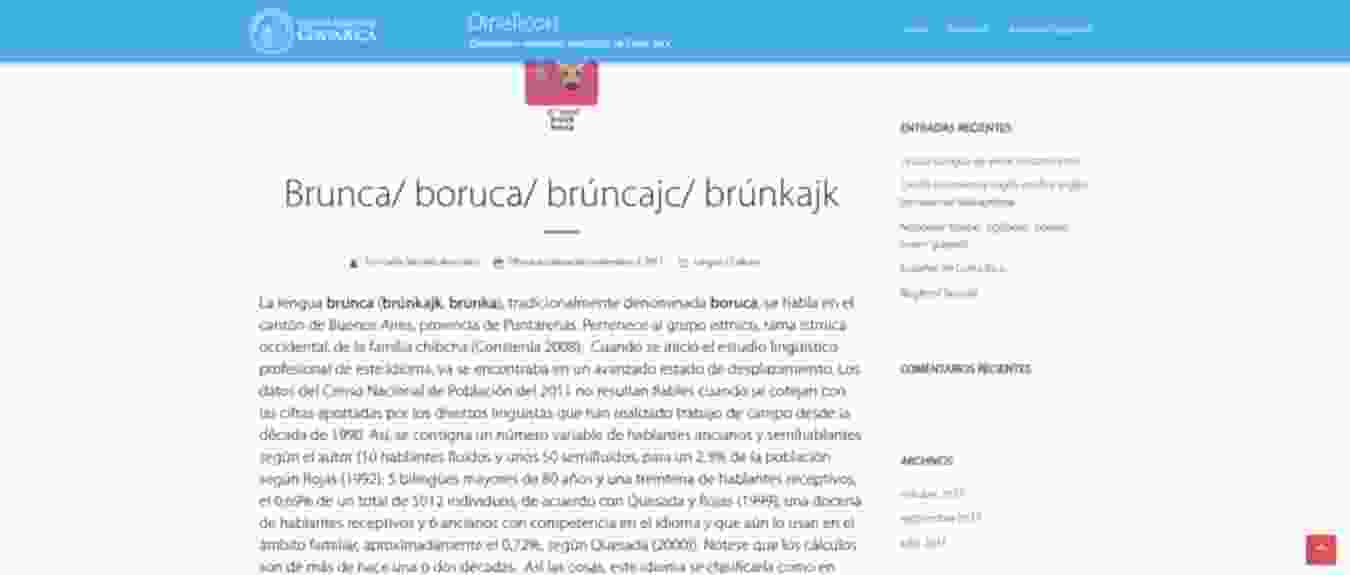 COSTA RICA
Brunca/ boruca/ brúncajc/ brúnkajk
La lengua brunca (brúnkajk, brunka), tradicionalmente denominada boruca, se habla en el
cantón de Buenos Aires, provincia de Puntarenas. Pertenece al grupo ístmico, rama ístmica
occidental, de la familia chibcha (Constenla 2008). Cuando se inició el estudio lingüístico
profesional de este idioma, ya se encontraba en un avanzado estado de desplazamiento. Los
datos del Censo Nacional de Población del 2011 no resultan fiables cuando se cotejan con
las cifras aportadas por los diversos lingüistas que han realizado trabajo de campo desde la
década de 1990. Así, se consigna un número variable de hablantes ancianos y semihablantes
según el autor (10 hablantes fluidos y unos 50 semifluidos, para un 2,9% de la población
según Rojas (1992); 5 bilingües mayores de 80 años y una treintena de hablantes receptivos,
el 0,69% de un total de 5012 individuos, de acuerdo con Quesada y Rojas (1999); una docena
de hablantes receptivos y 6 ancianos con competencia en el idioma y que aún lo usan en el
ámbito familiar, aproximadamente el 0,72%, según Quesada (2000)). Nótese que los cálculos
son de más de hace una o dos décadas. Así las cosas, este idioma se clasificaría como en
ENTRADAS RECIENTES
Español de Costa Rica
COMENTARIOS RECIENTES
ARCHIVOS
octubre 2017
septiembre 2017
julio 2017